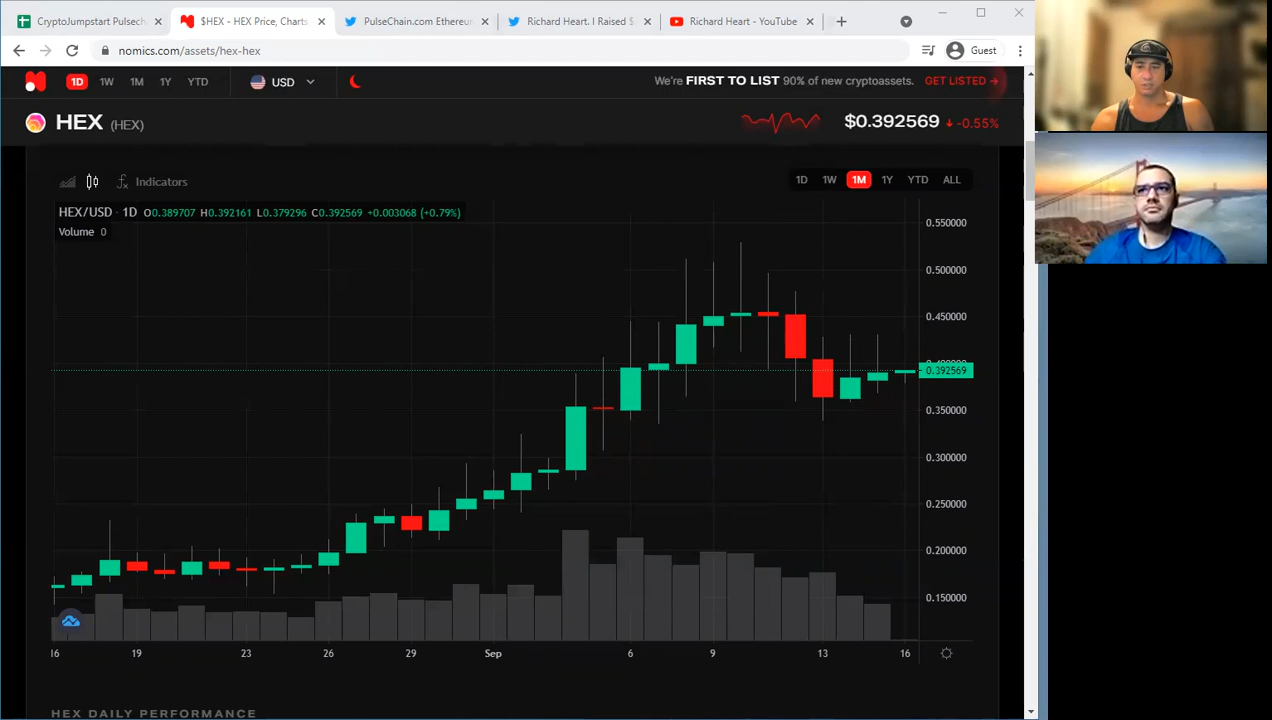 CryptoJumpstart Pulsech
$HEX - HEX Price, Charts,
PulseChain.com Ethereum
Richard Heart. I Raised $
Richard Heart - YouTube
nomics.com/assets/hex-hex
Guest
1D 1W 1M 1Y YTD USD
We're FIRST TO LIST 90% of new cryptoassets. GET LISTED →
HEX (HEX) $0.392569 -0.55%
Indicators 1D 1W 1M 1Y YTD ALL
HEX/USD · 1D O0.389707 H0.392161 L0.379296 C0.392569 +0.003068 (+0.79%)
Volume 0
0.550000
0.500000
0.450000
0.392569
0.350000
0.300000
0.250000
0.200000
0.150000
16 19 23 26 29 Sep 6 9 13 16
HEX DAILY PERFORMANCE